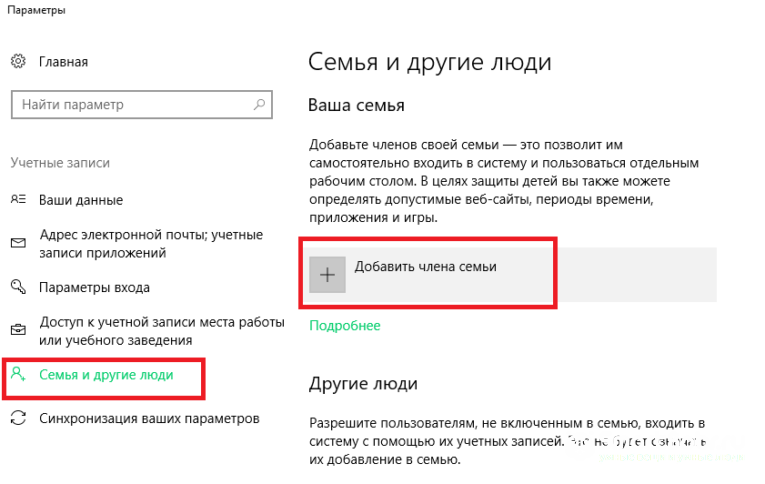 Параметры
Главная
Найти параметр
Учетные записи
Ваши данные
Адрес электронной почты; учетные
записи приложений
Параметры входа
Доступ к учетной записи места работы
или учебного заведения
Семья и другие люди
Синхронизация ваших параметров
Семья и другие люди
Ваша семья
Добавьте членов своей семьи — это позволит им
самостоятельно входить в систему и пользоваться отдельным
рабочим столом. В целях защиты детей вы также можете
определять допустимые веб-сайты, периоды времени,
приложения и игры.
Добавить члена семьи
Подробнее
Другие люди
Разрешите пользователям, не включенным в семью, входить в
систему с помощью их учетных записей. не будет означать
их добавление в семью.